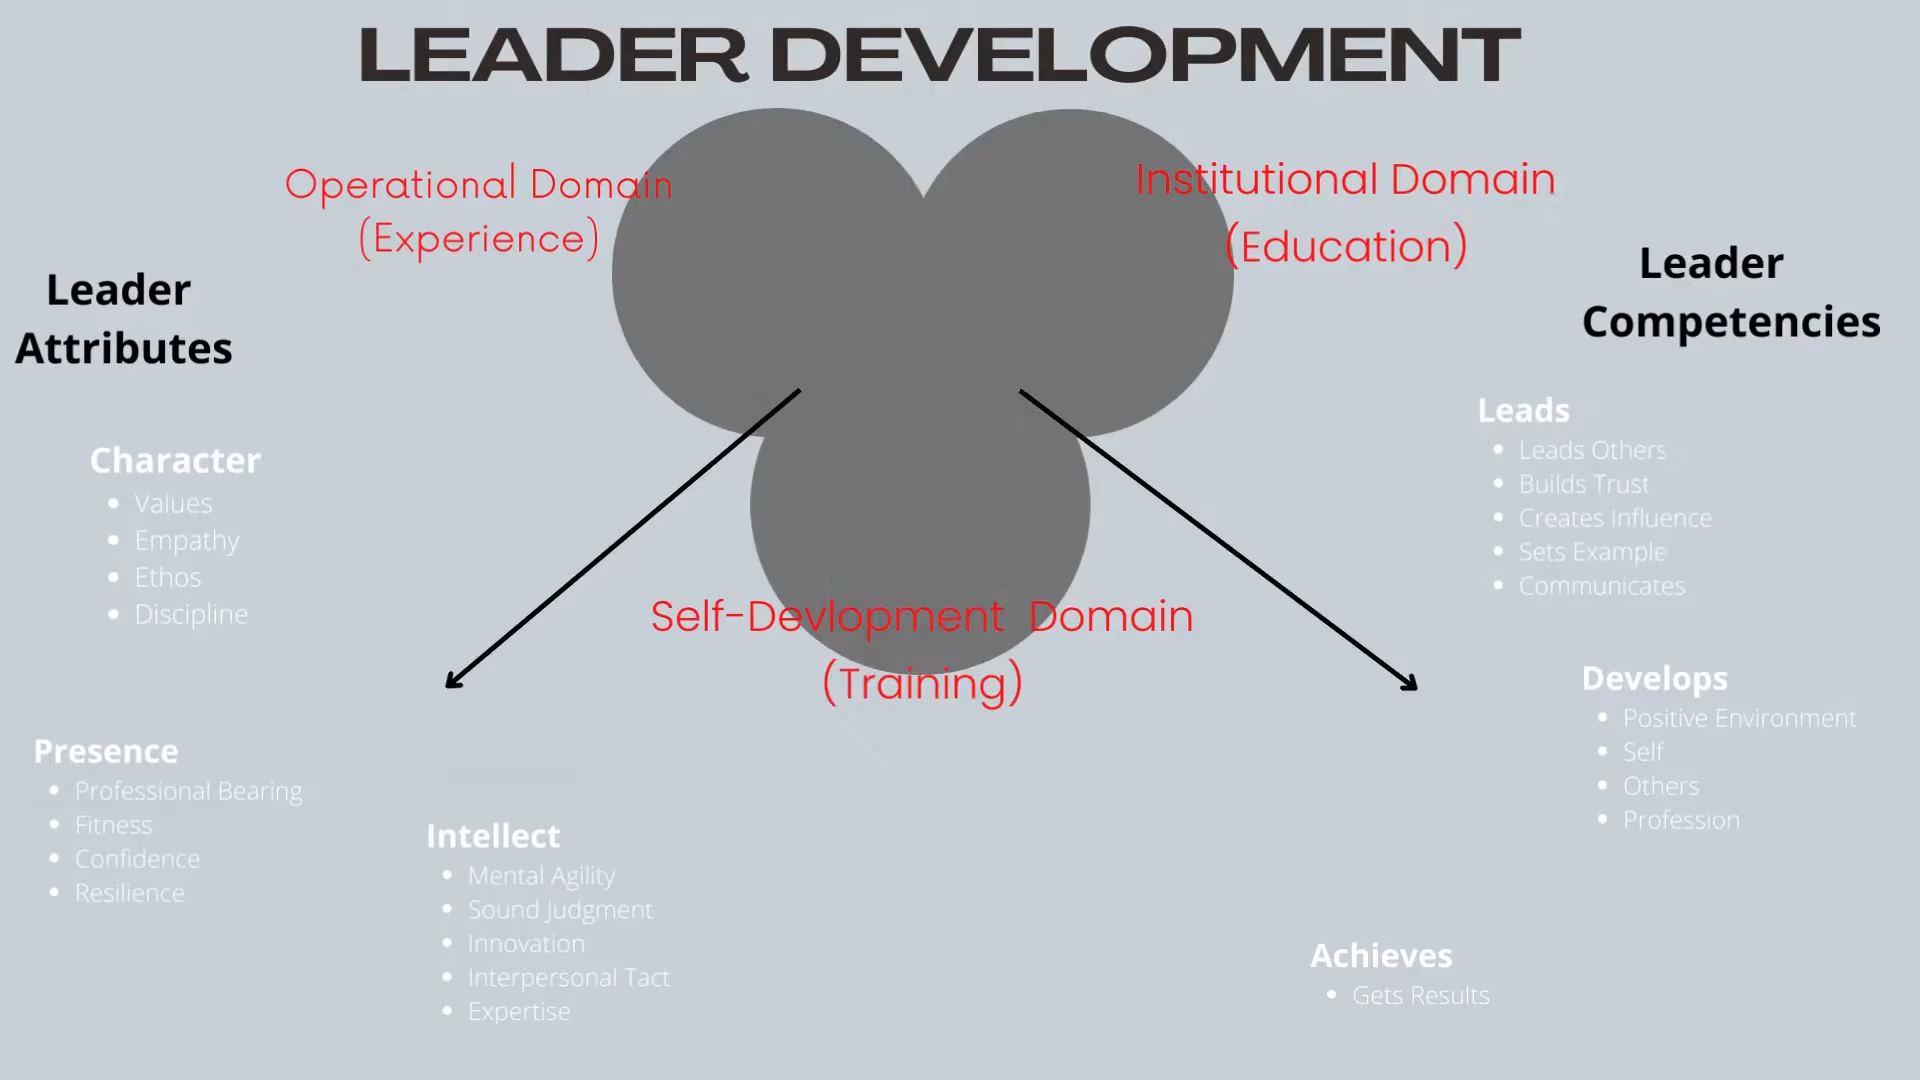 LEADER DEVELOPMENT
Operational Domain
(Experience)
Institutional Domain
(Education)
Leader
Attributes
Leader
Competencies
Character
Values
Empathy
Ethos
Discipline
Leads
Leads Others
Builds Trust
Creates Influence
Sets Example
Communicates
Self-Devlopment Domain
(Training)
Develops
Positive Environment
Self
Others
Profession
Presence
Professional Bearing
Fitness
Confidence
Resilience
Intellect
Mental Agility
Sound Judgment
Innovation
Interpersonal Tact
Expertise
Achieves
Gets Results